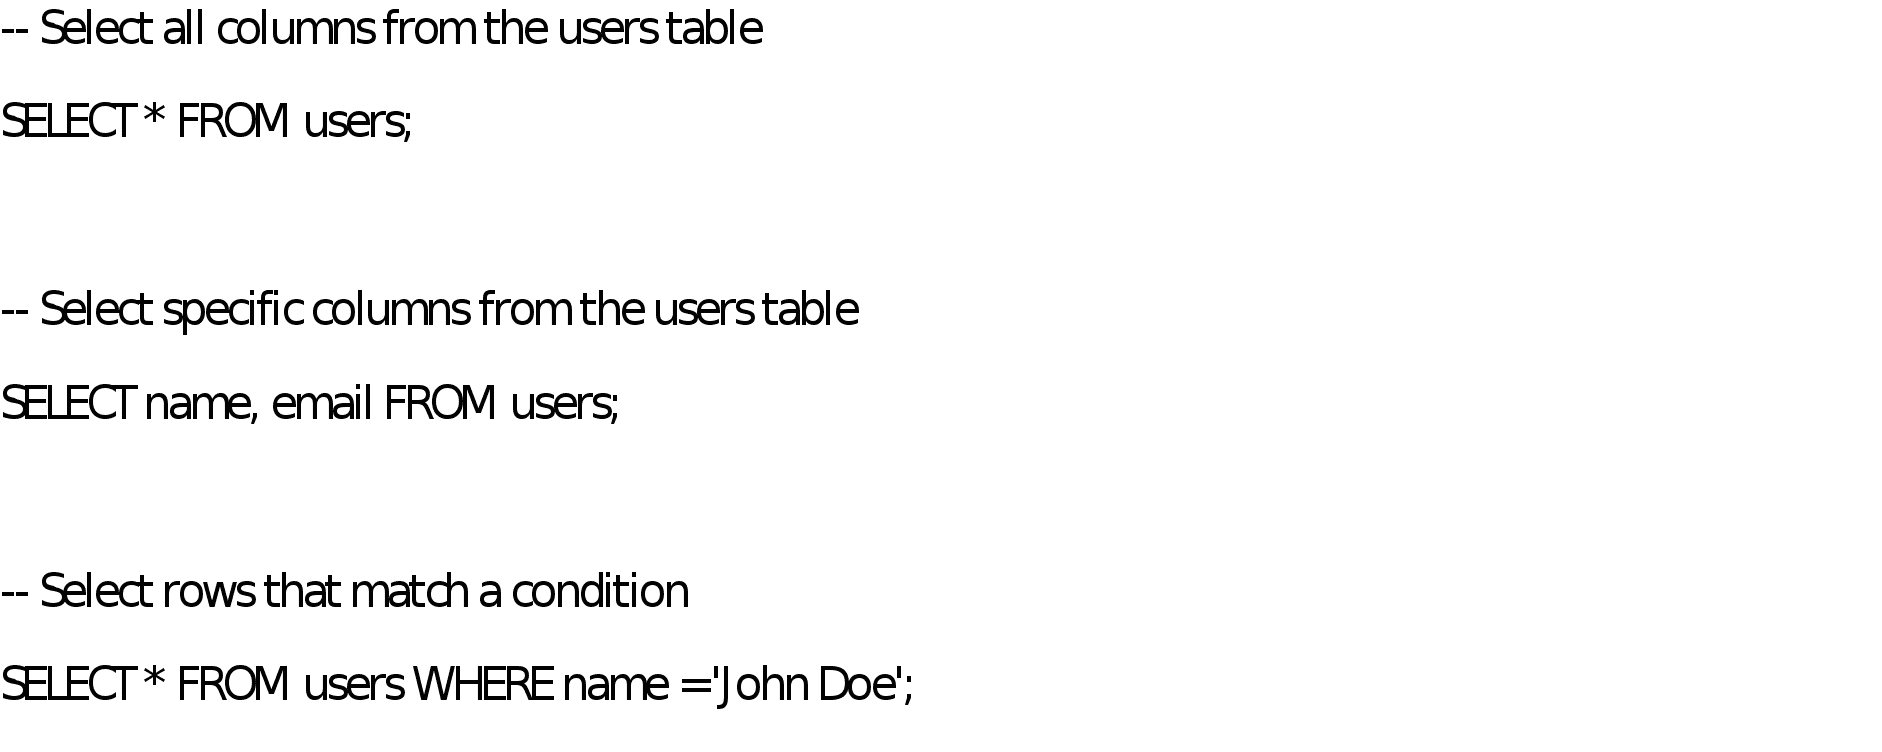 -- Select all columns from the users table
SELECT * FROM users;
-- Select specific columns from the users table
SELECT name, email FROM users;
-- Select rows that match a condition
SELECT * FROM users WHERE name ='John Doe';